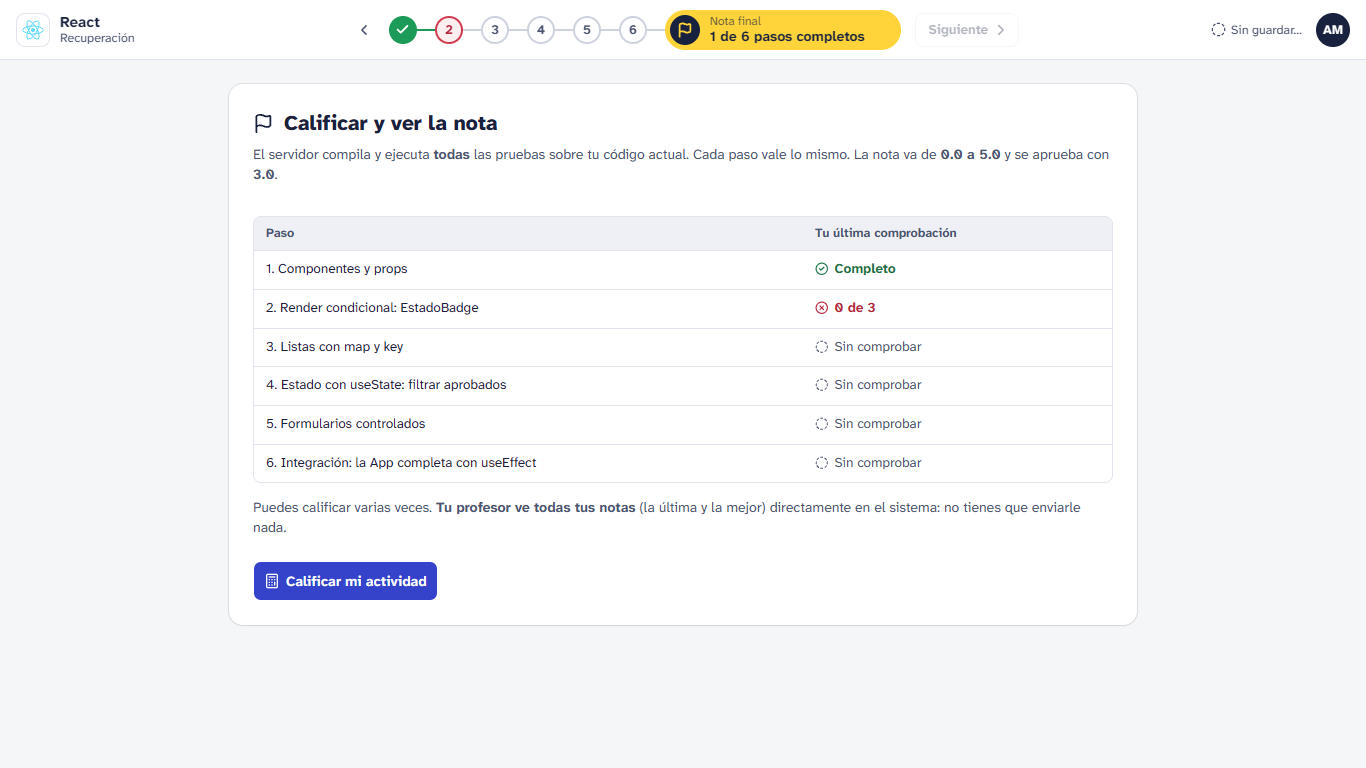 React
Recuperación
2
3
4
5
6
Nota final
1 de 6 pasos completos
Siguiente
Sin guardar...
AM
Calificar y ver la nota
El servidor compila y ejecuta todas las pruebas sobre tu código actual. Cada paso vale lo mismo. La nota va de 0.0 a 5.0 y se aprueba con
3.0.
Paso
Tu última comprobación
1. Componentes y props
Completo
2. Render condicional: EstadoBadge
0 de 3
3. Listas con map y key
Sin comprobar
4. Estado con useState: filtrar aprobados
Sin comprobar
5. Formularios controlados
Sin comprobar
6. Integración: la App completa con useEffect
Sin comprobar
Puedes calificar varias veces. Tu profesor ve todas tus notas (la última y la mejor) directamente en el sistema: no tienes que enviarle
nada.
Calificar mi actividad